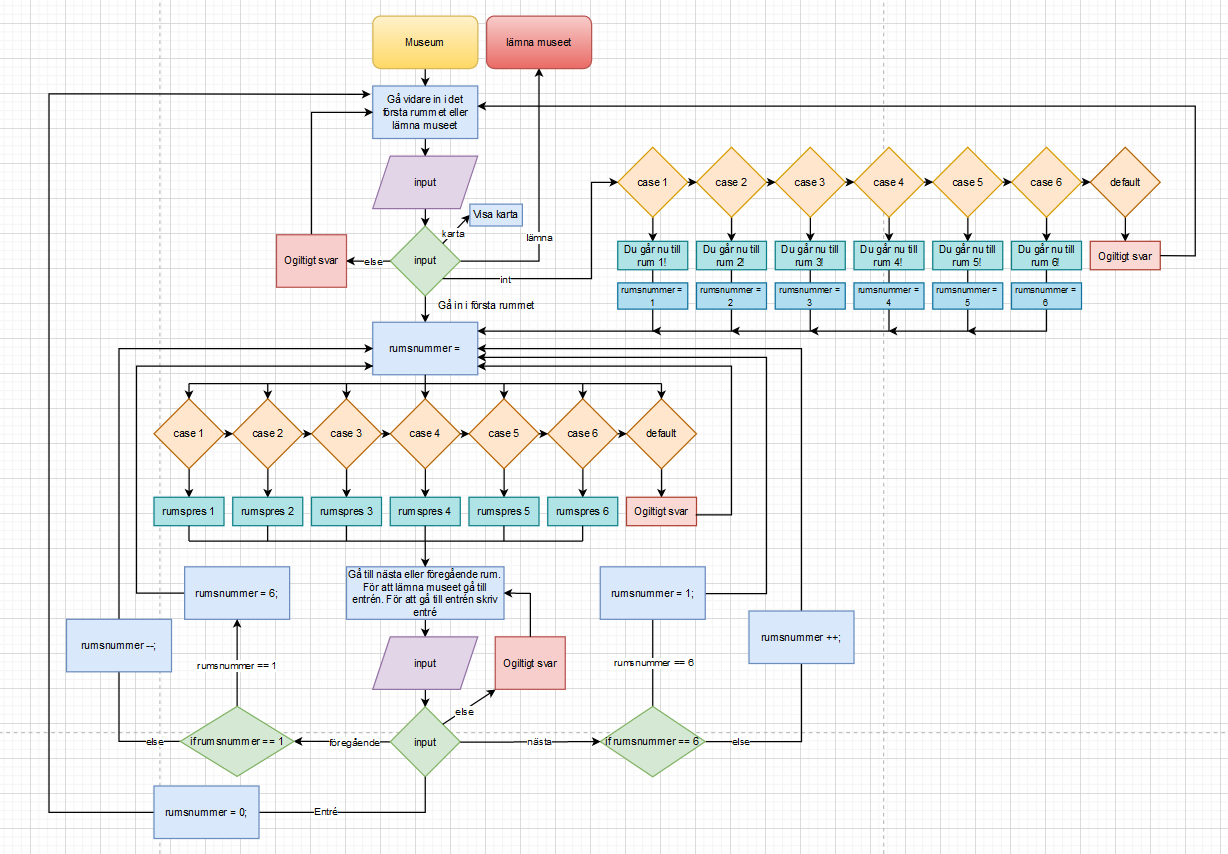 Museum
lämna museet
Gå vidare in i det
första rummet eller
lämna museet
input
Visa karta
karta
lämna
Ogiltigt svar
else
input
int
Gå in i första rummet
case 1
case 2
case 3
case 4
case 5
case 6
default
Du går nu till
rum 1!
Du går nu till
rum 2!
Du går nu till
rum 3!
Du går nu till
rum 4!
Du går nu till
rum 5!
Du går nu till
rum 6!
Ogiltigt svar
rumsnummer =
1
rumsnummer =
2
rumsnummer =
3
rumsnummer =
4
rumsnummer =
5
rumsnummer =
6
rumsnummer =
case 1
case 2
case 3
case 4
case 5
case 6
default
rumspres 1
rumspres 2
rumspres 3
rumspres 4
rumspres 5
rumspres 6
Ogiltigt svar
rumsnummer = 6;
Gå till nästa eller föregående rum.
För att lämna museet gå till
entrén. För att gå till entrén skriv
entré
rumsnummer = 1;
rumsnummer --;
rumsnummer == 1
input
Ogiltigt svar
rumsnummer == 6
rumsnummer ++;
else
else
if rumsnummer == 1
föregående
input
nästa
if rumsnummer == 6
else
rumsnummer = 0;
Entré